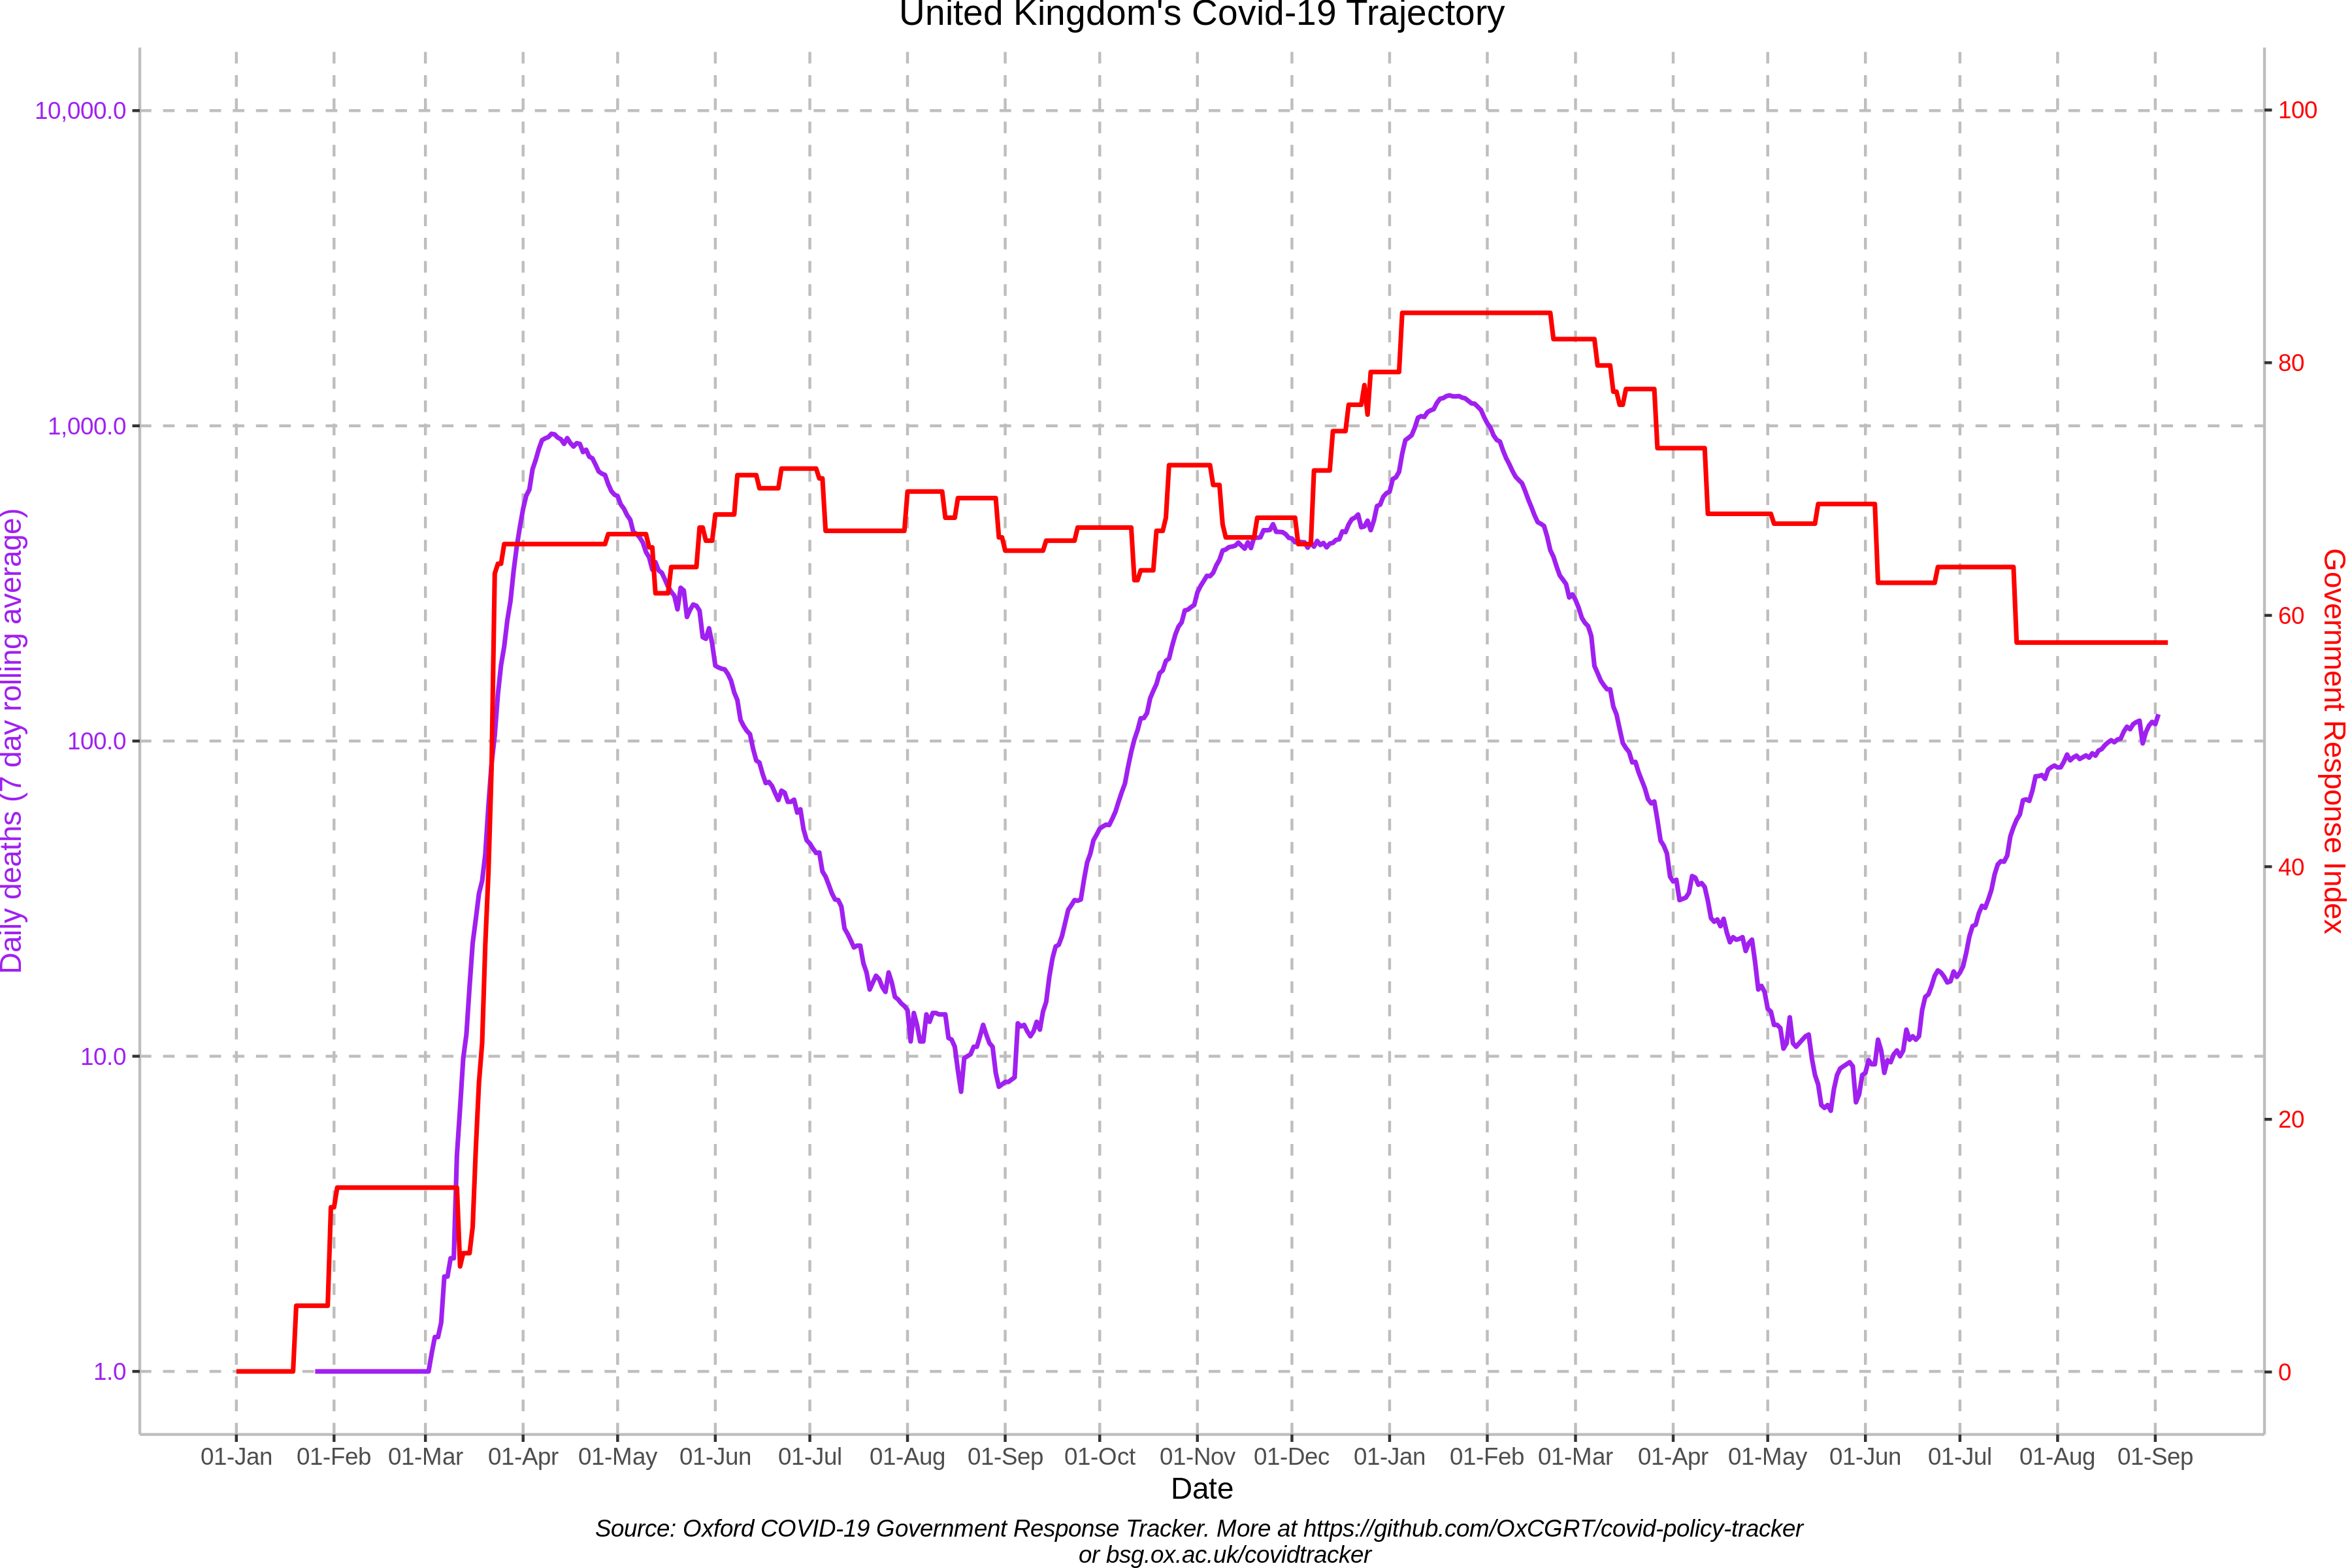 United Kingdom's Covid-19 Trajectory
10,000.0
1,000.0
100.0
10.0
1.0
Daily deaths (7 day rolling average)
100
80
60
40
20
0
Government Response Index
01-Jan 01-Feb 01-Mar 01-Apr 01-May 01-Jun 01-Jul 01-Aug 01-Sep 01-Oct 01-Nov 01-Dec 01-Jan 01-Feb 01-Mar 01-Apr 01-May 01-Jun 01-Jul 01-Aug 01-Sep
Date
Source: Oxford COVID-19 Government Response Tracker. More at https://github.com/OxCGRT/covid-policy-tracker
or bsg.ox.ac.uk/covidtracker